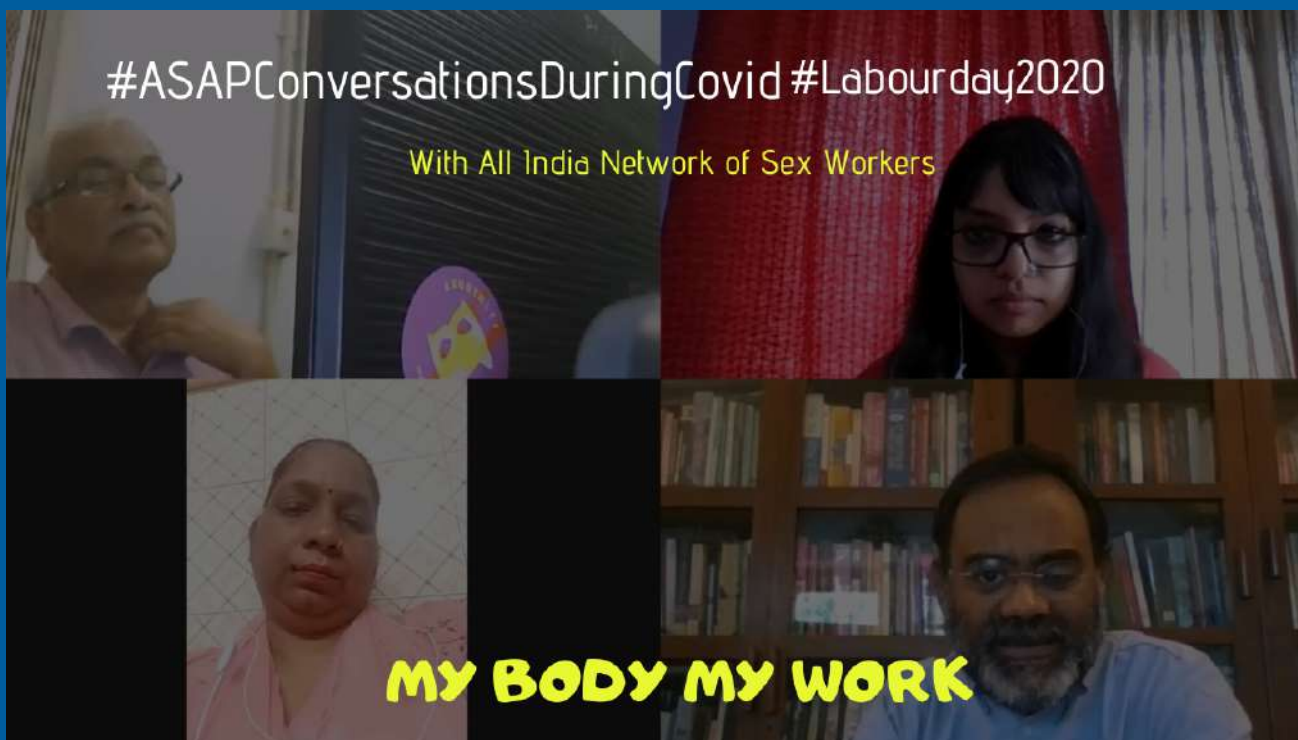 #ASAPConversationsDuringCovid #Labourday2020
With All India Network of Sex Workers
MY BODY MY WORK